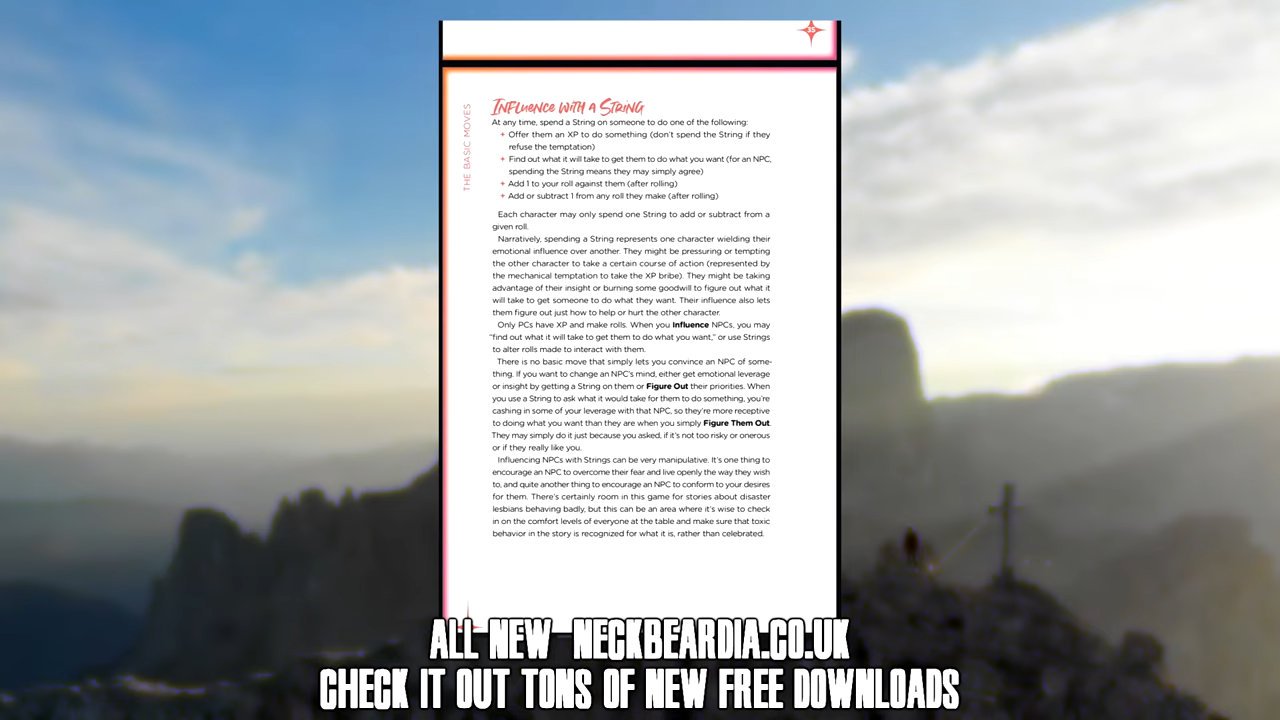 35
INFLUENCE WITH A STRING
THE BASIC MOVES
At any time, spend a String on someone to do one of the following:
+ Offer them an XP to do something (don't spend the String if they
refuse the temptation)
+ Find out what it will take to get them to do what you want (for an NPC,
spending the String means they may simply agree)
+ Add 1 to your roll against them (after rolling)
+ Add or subtract 1 from any roll they make (after rolling)
Each character may only spend one String to add or subtract from a
given roll.
Narratively, spending a String represents one character wielding their
emotional influence over another. They might be pressuring or tempting
the other character to take a certain course of action (represented by
the mechanical temptation to take the XP bribe). They might be taking
advantage of their insight or burning some goodwill to figure out what it
will take to get someone to do what they want. Their influence also lets
them figure out just how to help or hurt the other character.
Only PCs have XP and make rolls. When you Influence NPCs, you may
“find out what it will take to get them to do what you want,” or use Strings
to alter rolls made to interact with them.
There is no basic move that simply lets you convince an NPC of some-
thing. If you want to change an NPC's mind, either get emotional leverage
or insight by getting a String on them or Figure Out their priorities. When
you use a String to ask what it would take for them to do something, you're
cashing in some of your leverage with that NPC, so they're more receptive
to doing what you want than they are when you simply Figure Them Out.
They may simply do it just because you asked, if it's not too risky or onerous
or if they really like you.
Influencing NPCs with Strings can be very manipulative. It's one thing to
encourage an NPC to overcome their fear and live openly the way they wish
to, and quite another thing to encourage an NPC to conform to your desires
for them. There's certainly room in this game for stories about disaster
lesbians behaving badly, but this can be an area where it's wise to check
in on the comfort levels of everyone at the table and make sure that toxic
behavior in the story is recognized for what it is, rather than celebrated.
ALL NEW NECKBEARDIA.CO.UK
CHECK IT OUT TONS OF NEW FREE DOWNLOADS